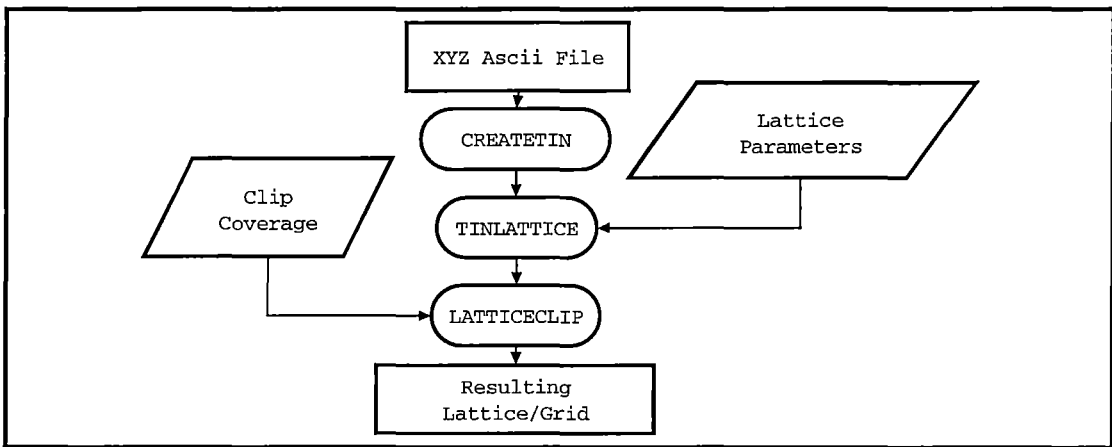 XYZ Ascii File
CREATETIN
Lattice
Parameters
Clip
Coverage
TINLATTICE
LATTICECLIP
Resulting
Lattice/Grid